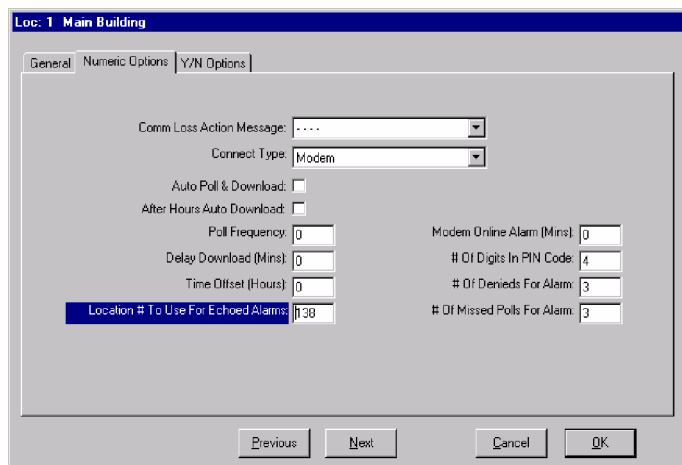 Loc: 1 Main Building
General Numeric Options Y/N Options
Comm Loss Action Message: - - - -
Connect Type: Modem
Auto Poll & Download:
After Hours Auto Download:
Poll Frequency: 0 Modem Online Alarm (Mins): 0
Delay Download (Mins): 0 # Of Digits In PIN Code: 4
Time Offset (Hours): 0 # Of Denieds For Alarm: 3
Location # To Use For Echoed Alarms: 138 # Of Missed Polls For Alarm: 3
Previous Next Cancel OK